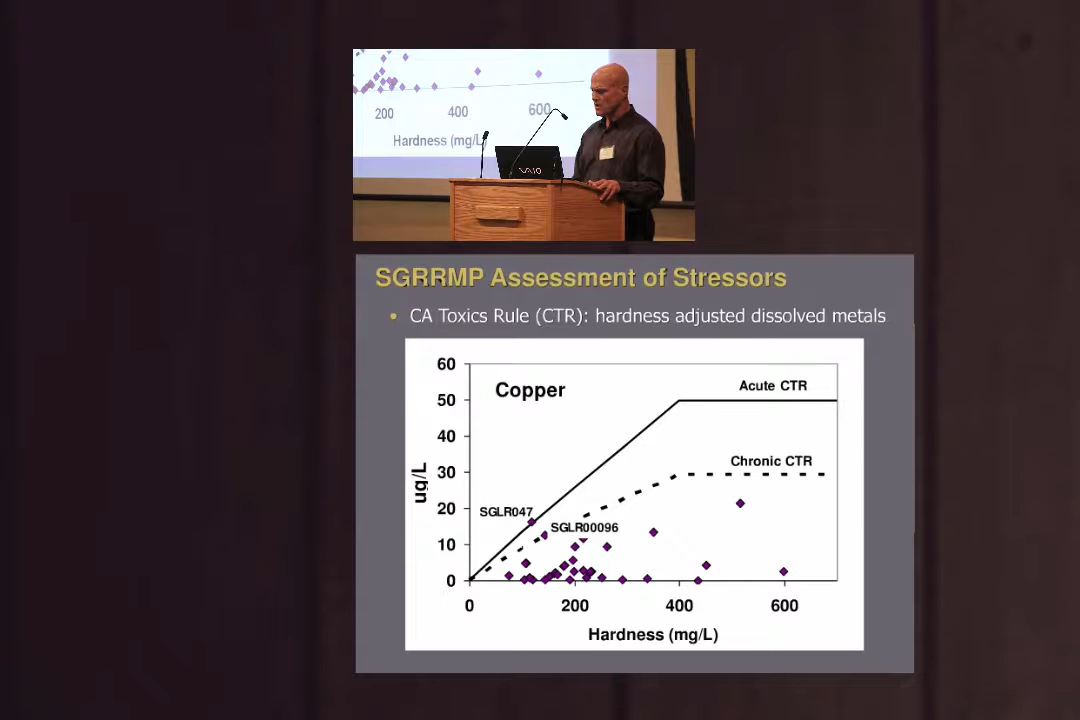 200 400 600
Hardness (mg/L)
VAIO
SGRRMP Assessment of Stressors
• CA Toxics Rule (CTR): hardness adjusted dissolved metals
60
Copper
Acute CTR
50
40
Chronic CTR
30
ug/L
20
SGLR047
SGLR00096
10
0
0 200 400 600
Hardness (mg/L)